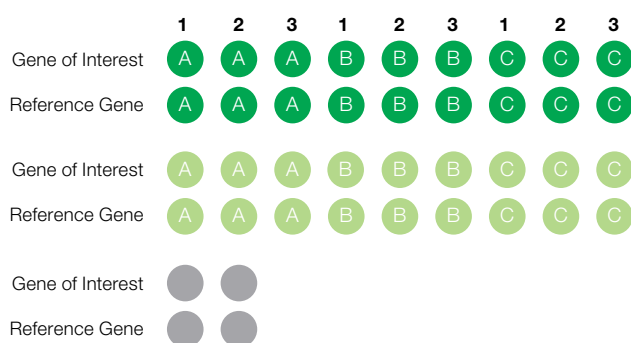 1 2 3 1 2 3 1 2 3
Gene of Interest A A A B B B C C C
Reference Gene A A A B B B C C C
Gene of Interest A A A B B B C C C
Reference Gene A A A B B B C C C
Gene of Interest
Reference Gene